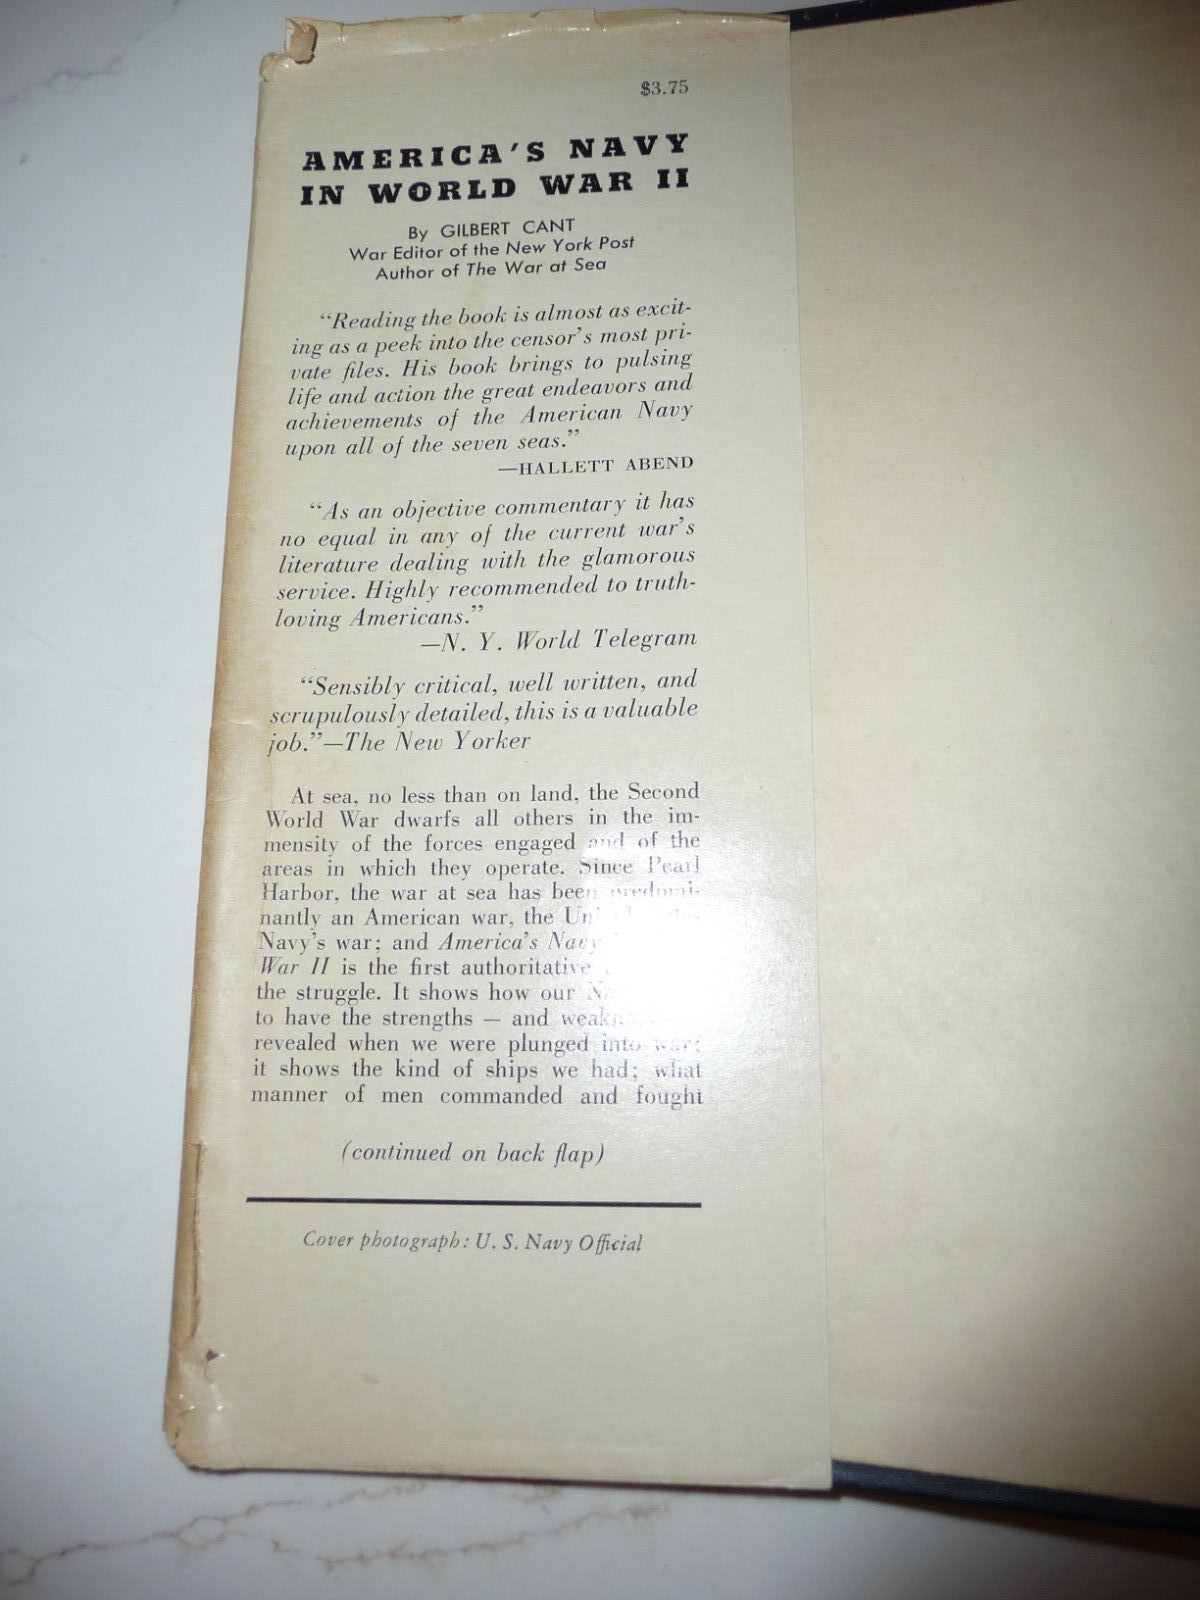 $3.75
AMERICA'S NAVY
IN WORLD WAR II
By GILBERT CANT
War Editor of the New York Post
Author of The War at Sea
“Reading the book is almost as excit-
ing as a peek into the censor's most pri-
vate files. His book brings to pulsing
life and action the great endeavors and
achievements of the American Navy
upon all of the seven seas.”
—HALLETT ABEND
“As an objective commentary it has
no equal in any of the current war's
literature dealing with the glamorous
service. Highly recommended to truth-
loving Americans.”
—N. Y. World Telegram
“Sensibly critical, well written, and
scrupulously detailed, this is a valuable
job.”—The New Yorker
At sea, no less than on land, the Second
World War dwarfs all others in the im-
mensity of the forces engaged and of the
areas in which they operate. Since Pearl
Harbor, the war at sea has been predomi-
nantly an American war, the
Navy's war; and America's Navy
War II is the first authoritative
the struggle. It shows how our
to have the strengths — and
revealed when we were plunged into war;
it shows the kind of ships we had; what
manner of men commanded and fought
(continued on back flap)
Cover photograph: U. S. Navy Official